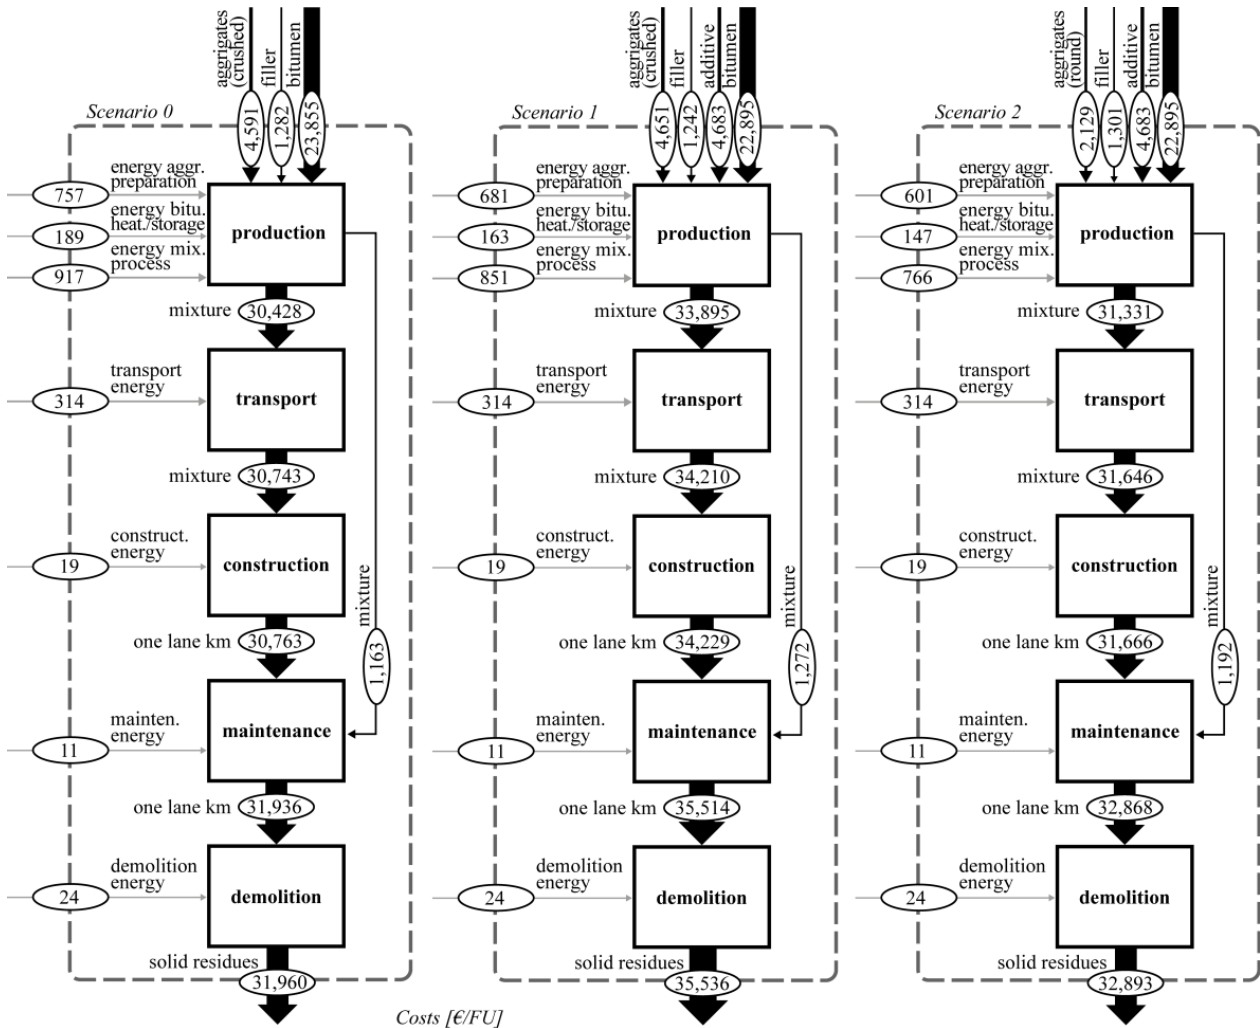 Scenario 0
aggrigates
(crushed)
filler
bitumen
4,591
1,282
23,855
energy aggr.
preparation
757
energy bitu.
heat./storage
189
energy mix.
process
917
production
mixture
30,428
transport
energy
314
transport
mixture
30,743
construct.
energy
19
construction
mixture
1,163
one lane km
30,763
mainten.
energy
11
maintenance
one lane km
31,936
demolition
energy
24
demolition
solid residues
31,960
Scenario 1
aggrigates
(crushed)
filler
additive
bitumen
4,651
1,242
4,683
22,895
energy aggr.
preparation
681
energy bitu.
heat./storage
163
energy mix.
process
851
production
mixture
33,895
transport
energy
314
transport
mixture
34,210
construct.
energy
19
construction
mixture
1,272
one lane km
34,229
mainten.
energy
11
maintenance
one lane km
35,514
demolition
energy
24
demolition
solid residues
35,536
Scenario 2
aggrigates
(round)
filler
additive
bitumen
2,129
1,301
4,683
22,895
energy aggr.
preparation
601
energy bitu.
heat./storage
147
energy mix.
process
766
production
mixture
31,331
transport
energy
314
transport
mixture
31,646
construct.
energy
19
construction
mixture
1,192
one lane km
31,666
mainten.
energy
11
maintenance
one lane km
32,868
demolition
energy
24
demolition
solid residues
32,893
Costs [€/FU]